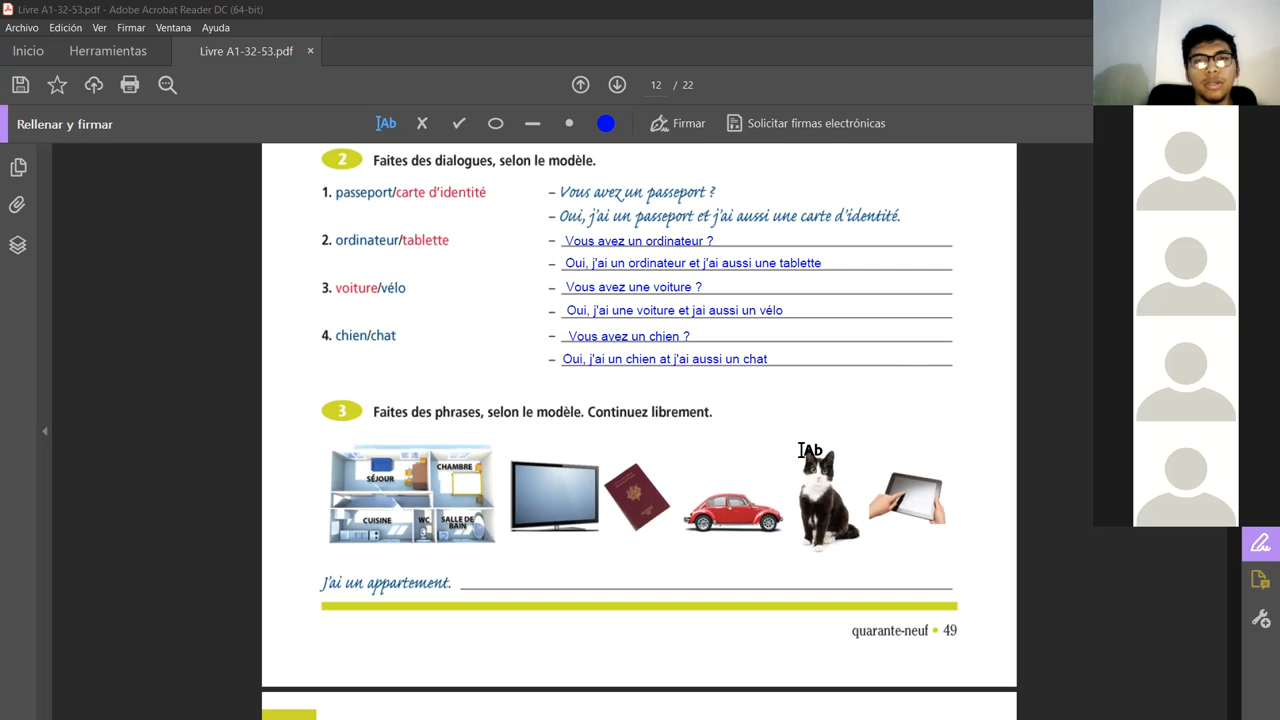 Livre A1-32-53.pdf - Adobe Acrobat Reader DC (64-bit)
Archivo Edición Ver Firmar Ventana Ayuda
Inicio Herramientas Livre A1-32-53.pdf ×
12 / 22
Rellenar y firmar Ab Firmar Solicitar firmas electrónicas
2 Faites des dialogues, selon le modèle.
1. passeport/carte d'identité – Vous avez un passeport ?
– Oui, j'ai un passeport et j'ai aussi une carte d'identité.
2. ordinateur/tablette – Vous avez un ordinateur ?
– Oui, j'ai un ordinateur et j'ai aussi une tablette
3. voiture/vélo – Vous avez une voiture ?
– Oui, j'ai une voiture et jai aussi un vélo
4. chien/chat – Vous avez un chien ?
– Oui, j'ai un chien at j'ai aussi un chat
3 Faites des phrases, selon le modèle. Continuez librement.
Ab
SÉJOUR CHAMBRE
CUISINE WC SALLE DE BAIN
J'ai un appartement.
quarante-neuf • 49